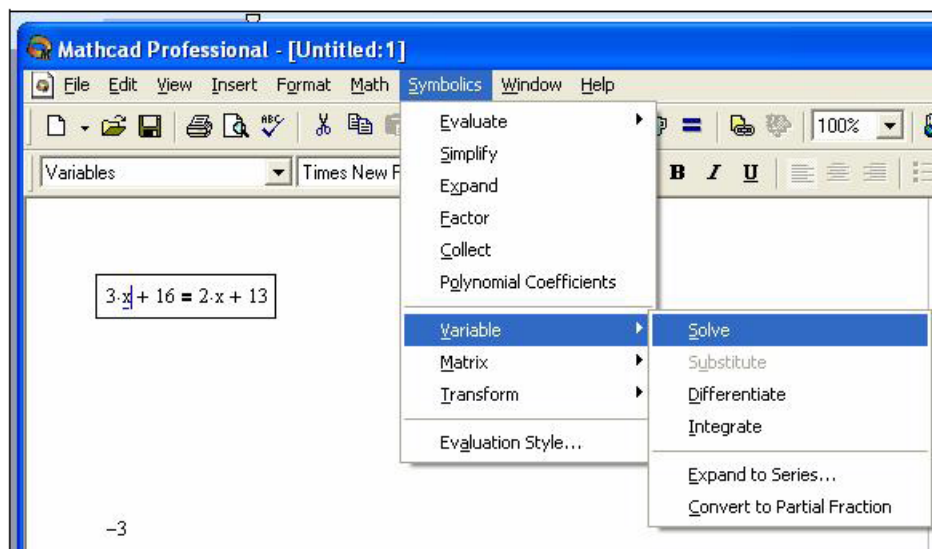 Mathcad Professional - [Untitled:1]
File Edit View Insert Format Math Symbolics Window Help
100%
Variables Times New B I U
Evaluate
Simplify
Expand
Factor
Collect
Polynomial Coefficients
3·x + 16 = 2·x + 13
Variable
Matrix
Transform
Evaluation Style...
Solve
Substitute
Differentiate
Integrate
Expand to Series...
Convert to Partial Fraction
−3